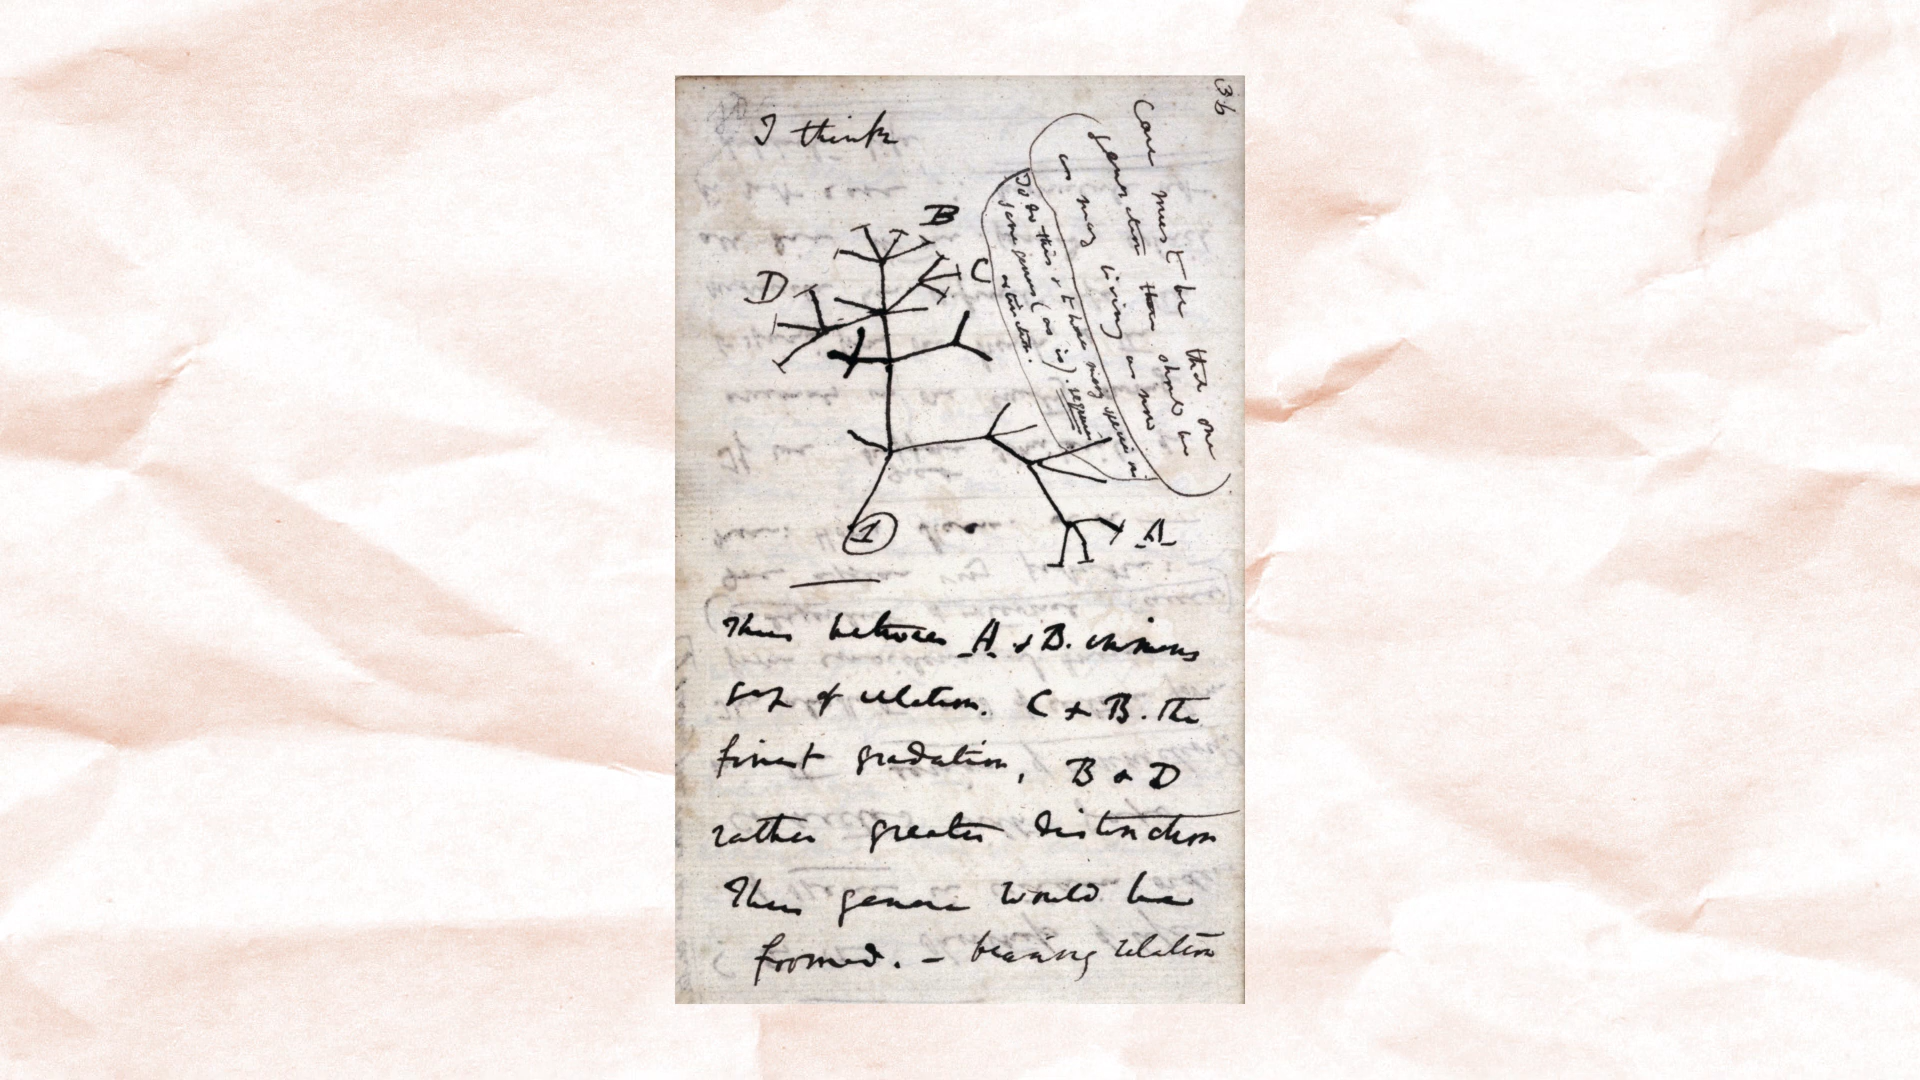 36
I think
Case must be that one
generation then should be
as many living as now
To do this & to have many species in
same genus (as is). requires
extinction.
B
C
D
A
1
Thus between A & B. immens
gap of relation. C & B. the
finest gradation, B & D
rather greater distinction
Thus genera would be
formed. — bearing relation